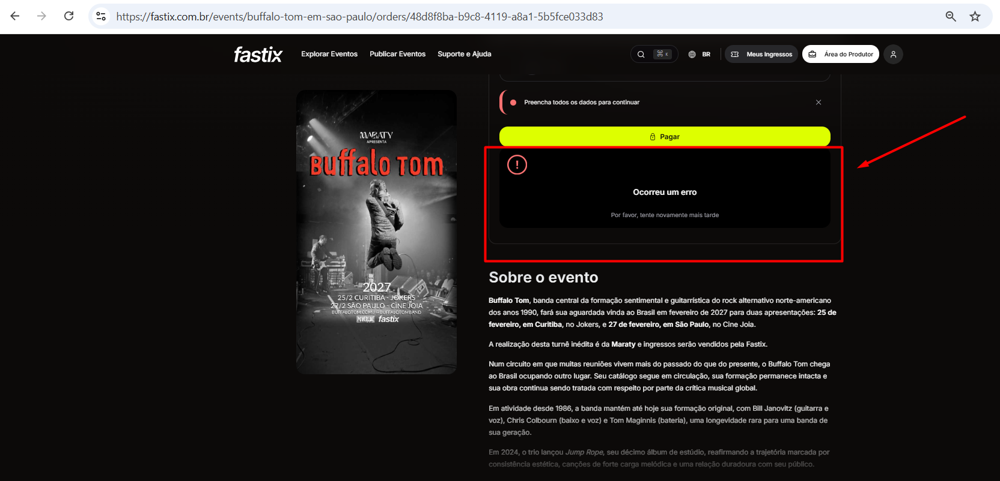 https://fastix.com.br/events/buffalo-tom-em-sao-paulo/orders/48d8f8ba-b9c8-4119-a8a1-5b5fce033d83
fastix
Explorar Eventos
Publicar Eventos
Suporte e Ajuda
⌘ K
BR
Meus Ingressos
Área do Produtor
Preencha todos os dados para continuar
Pagar
Ocorreu um erro
Por favor, tente novamente mais tarde
MARATY
APRESENTA
Buffalo Tom
2027
25/2 CURITIBA - JOKERS
27/2 SÃO PAULO - CINE JOIA
BUFFALOTOM.COM / @BUFFALOTOMBAND
fastix
Sobre o evento
Buffalo Tom, banda central da formação sentimental e guitarrística do rock alternativo norte-americano
dos anos 1990, fará sua aguardada vinda ao Brasil em fevereiro de 2027 para duas apresentações: 25 de
fevereiro, em Curitiba, no Jokers, e 27 de fevereiro, em São Paulo, no Cine Joia.
A realização desta turnê inédita é da Maraty e ingressos serão vendidos pela Fastix.
Num circuito em que muitas reuniões vivem mais do passado do que do presente, o Buffalo Tom chega
ao Brasil ocupando outro lugar. Seu catálogo segue em circulação, sua formação permanece intacta e
sua obra continua sendo tratada com respeito por parte da crítica musical global.
Em atividade desde 1986, a banda mantém até hoje sua formação original, com Bill Janovitz (guitarra e
voz), Chris Colbourn (baixo e voz) e Tom Maginnis (bateria), uma longevidade rara para uma banda de
sua geração.
Em 2024, o trio lançou Jump Rope, seu décimo álbum de estúdio, reafirmando a trajetória marcada por
consistência estética, canções de forte carga melódica e uma relação duradoura com seu público.